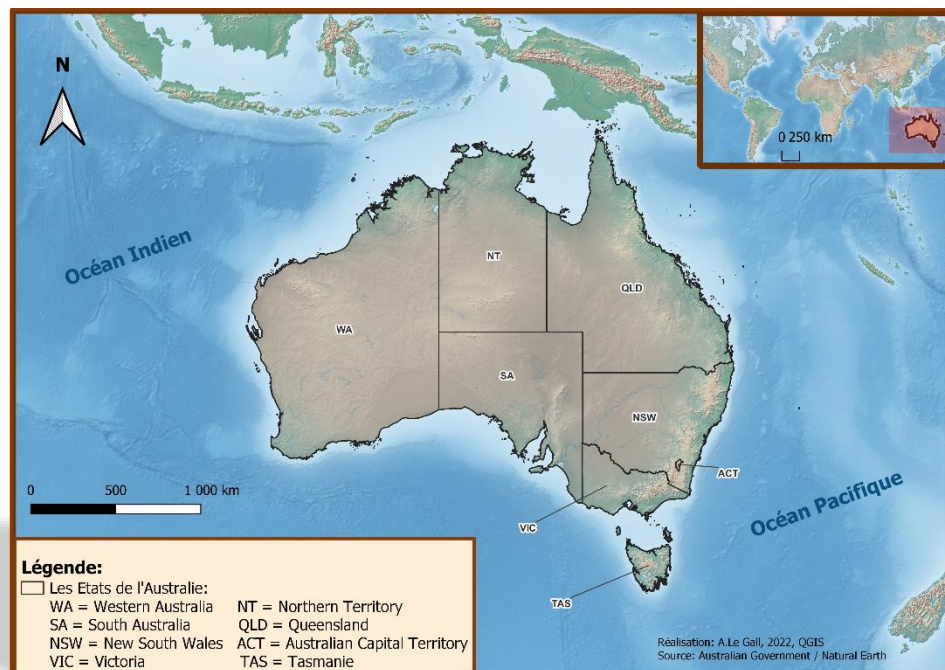 N
0 250 km
Océan Indien
NT
QLD
WA
SA
NSW
ACT
0 500 1 000 km
Océan Pacifique
VIC
TAS
Légende:
Les Etats de l'Australie:
WA = Western Australia NT = Northern Territory
SA = South Australia QLD = Queensland
NSW = New South Wales ACT = Australian Capital Territory
VIC = Victoria TAS = Tasmanie
Réalisation: A.Le Gall, 2022, QGIS
Source: Australian Government / Natural Earth